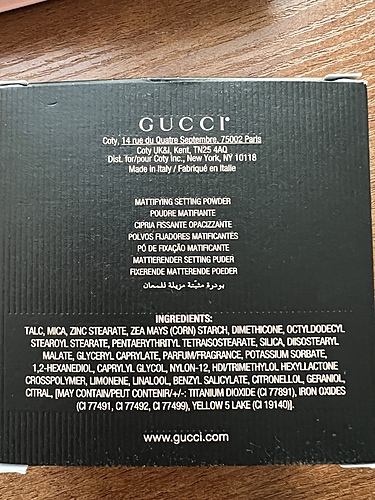 GUCCI
Coty, 14 rue du Quatre Septembre, 75002 Paris
Coty UK&I, Kent, TN25 4AQ
Dist. for/pour Coty Inc., New York, NY 10118
Made in Italy / Fabriqué en Italie
MATTIFYING SETTING POWDER
POUDRE MATIFIANTE
CIPRIA FISSANTE OPACIZZANTE
POLVOS FIJADORES MATIFICANTES
PÓ DE FIXAÇÃO MATIFICANTE
MATTIERENDER SETTING PUDER
FIXERENDE MATTERENDE POEDER
بودرة مثبّتة مزيلة للمعان
INGREDIENTS:
TALC, MICA, ZINC STEARATE, ZEA MAYS (CORN) STARCH, DIMETHICONE, OCTYLDODECYL
STEAROYL STEARATE, PENTAERYTHRITYL TETRAISOSTEARATE, SILICA, DIISOSTEARYL
MALATE, GLYCERYL CAPRYLATE, PARFUM/FRAGRANCE, POTASSIUM SORBATE,
1,2-HEXANEDIOL, CAPRYLYL GLYCOL, NYLON-12, HDI/TRIMETHYLOL HEXYLLACTONE
CROSSPOLYMER, LIMONENE, LINALOOL, BENZYL SALICYLATE, CITRONELLOL, GERANIOL,
CITRAL, [MAY CONTAIN/PEUT CONTENIR/+/-: TITANIUM DIOXIDE (CI 77891), IRON OXIDES
(CI 77491, CI 77492, CI 77499), YELLOW 5 LAKE (CI 19140)].
www.gucci.com